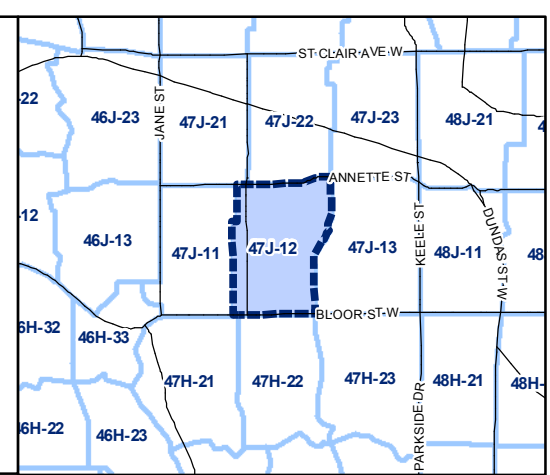 ST CLAIR AVE W
22
46J-23
JANE ST
47J-21
47J-22
47J-23
48J-21
4
ANNETTE ST
12
46J-13
47J-11
47J-12
47J-13
KEELE ST
48J-11
DUNDAS ST W
48
6H-32
46H-33
BLOOR ST W
47H-21
47H-22
47H-23
48H-21
48H-
6H-22
46H-23
PARKSIDE DR